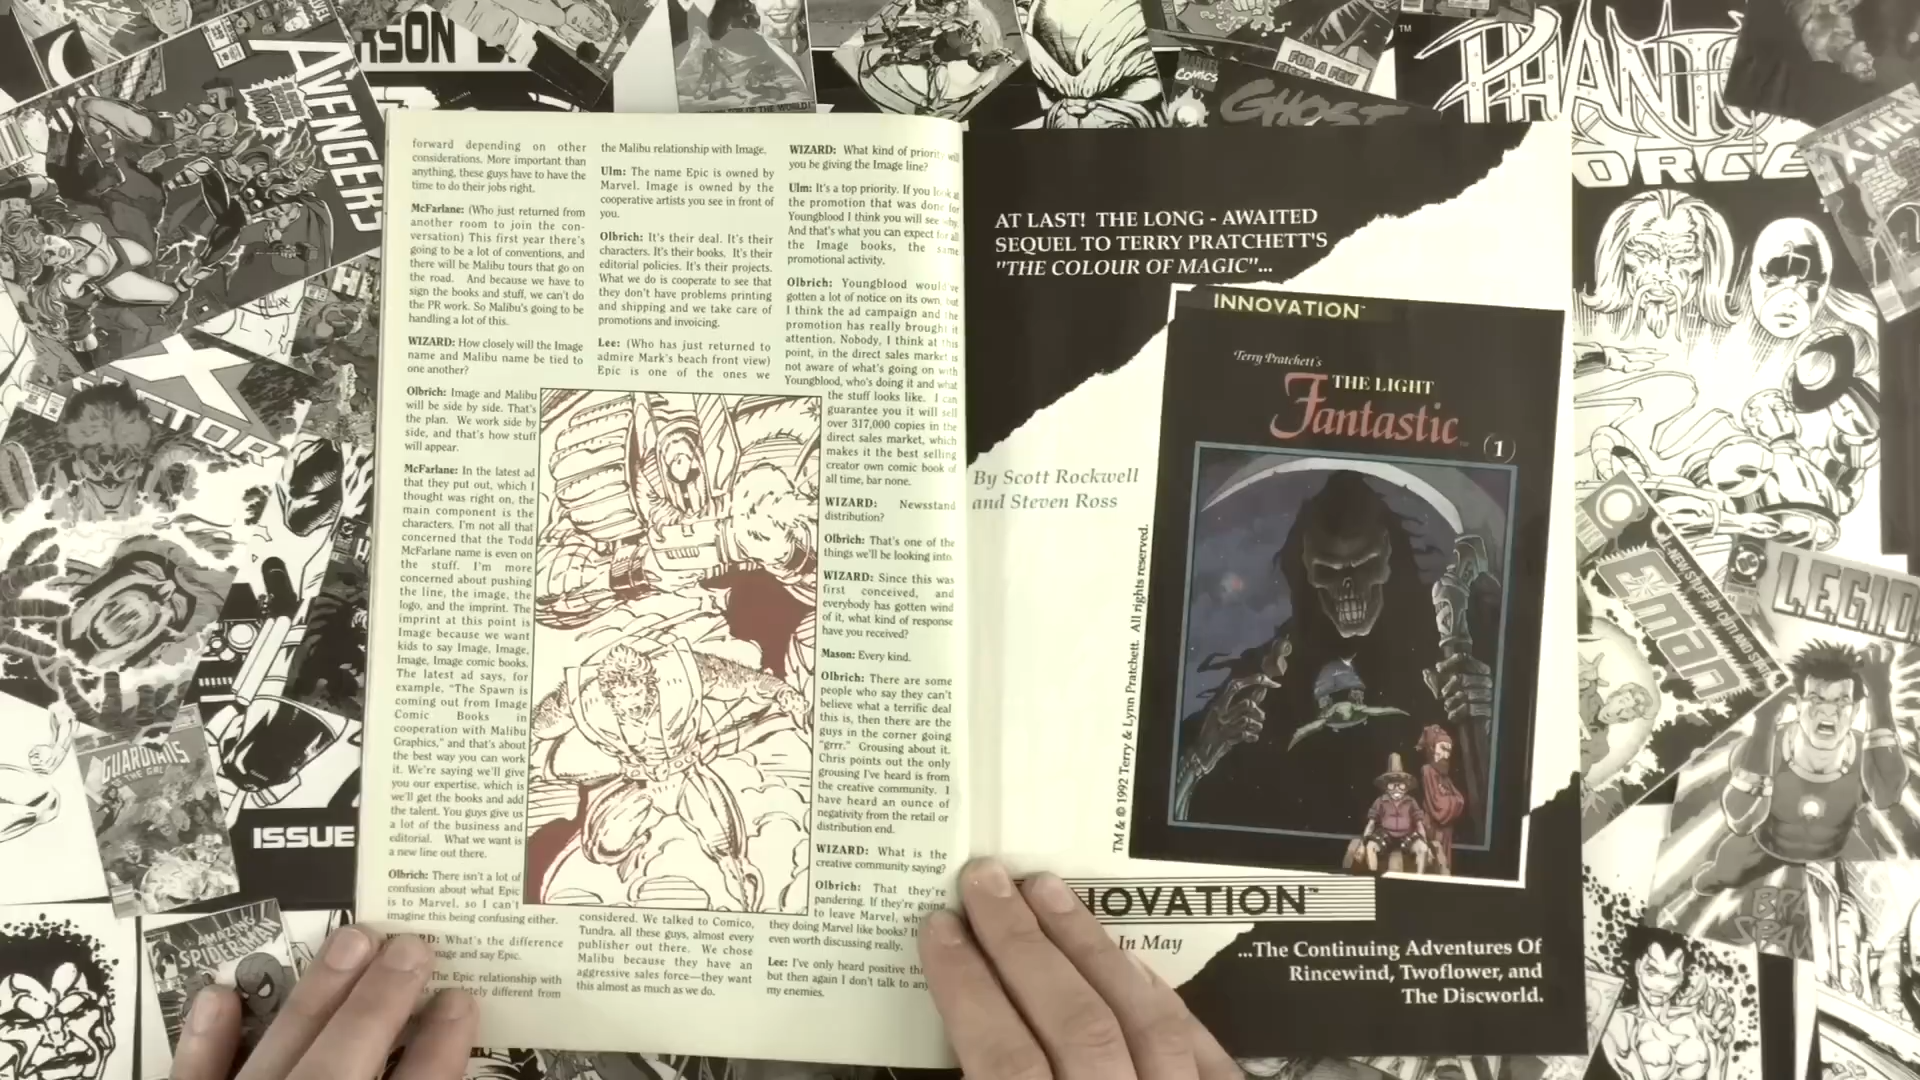 forward depending on other
considerations. More important than
anything, these guys have to have the
time to do their jobs right.
McFarlane: (Who just returned from
another room to join the con-
versation) This first year there's
going to be a lot of conventions, and
there will be Malibu tours that go on
the road. And because we have to
sign the books and stuff, we can't do
the PR work. So Malibu's going to be
handling a lot of this.
WIZARD: How closely will the Image
name and Malibu name be tied to
one another?
Olbrich: Image and Malibu
will be side by side. That's
the plan. We work side by
side, and that's how stuff
will appear.
McFarlane: In the latest ad
that they put out, which I
thought was right on, the
main component is the
characters. I'm not all that
concerned that the Todd
McFarlane name is even on
the stuff. I'm more
concerned about pushing
the line, the image, the
logo, and the imprint. The
imprint at this point is
Image because we want
kids to say Image, Image,
Image, Image comic books.
The latest ad says, for
example, "The Spawn is
coming out from Image
Comic Books in
cooperation with Malibu
Graphics," and that's about
the best way you can work
it. We're saying we'll give
you our expertise, which is
we'll get the books and add
the talent. You guys give us
a lot of the business and
editorial. What we want is
a new line out there.
Olbrich: There isn't a lot of
confusion about what Epic
is to Marvel, so I can't
imagine this being confusing either.
What's the difference
and say Epic.
The Epic relationship with
is completely different from
the Malibu relationship with Image.
Ulm: The name Epic is owned by
Marvel. Image is owned by the
cooperative artists you see in front of
you.
Olbrich: It's their deal. It's their
characters. It's their books. It's their
editorial policies. It's their projects.
What we do is cooperate to see that
they don't have problems printing
and shipping and we take care of
promotions and invoicing.
Lee: (Who has just returned to
admire Mark's beach front view)
Epic is one of the ones we
considered. We talked to Comico,
Tundra, all these guys, almost every
publisher out there. We chose
Malibu because they have an
aggressive sales force—they want
this almost as much as we do.
WIZARD: What kind of priority will
you be giving the Image line?
Ulm: It's a top priority. If you look at
the promotion that was done for
Youngblood I think you will see why.
And that's what you can expect for all
the Image books, the same
promotional activity.
Olbrich: Youngblood would've
gotten a lot of notice on its own, but
I think the ad campaign and the
promotion has really brought it
attention. Nobody, I think at this
point, in the direct sales market is
not aware of what's going on with
Youngblood, who's doing it and what
the stuff looks like. I can
guarantee you it will sell
over 317,000 copies in the
direct sales market, which
makes it the best selling
creator own comic book of
all time, bar none.
WIZARD: Newsstand
distribution?
Olbrich: That's one of the
things we'll be looking into.
WIZARD: Since this was
first conceived, and
everybody has gotten wind
of it, what kind of response
have you received?
Mason: Every kind.
Olbrich: There are some
people who say they can't
believe what a terrific deal
this is, then there are the
guys in the corner going
"grrr." Grousing about it.
Chris points out the only
grousing I've heard is from
the creative community. I
have heard an ounce of
negativity from the retail or
distribution end.
WIZARD: What is the
creative community saying?
Olbrich: That they're
pandering. If they're going
to leave Marvel, why
they doing Marvel like books? It
even worth discussing really.
Lee: I've only heard positive
but then again I don't talk to any
my enemies.
AT LAST! THE LONG - AWAITED
SEQUEL TO TERRY PRATCHETT'S
"THE COLOUR OF MAGIC"...
INNOVATION™
Terry Pratchett's
THE LIGHT
Fantastic™
(1)
By Scott Rockwell
and Steven Ross
TM & © 1992 Terry & Lynn Pratchett. All rights reserved.
NOVATION™
In May
...The Continuing Adventures Of
Rincewind, Twoflower, and
The Discworld.
AVENGERS
GHOST
MARVEL
COMICS
FOR A FEW
ORCE
X-MEN
E-MAN
GUARDIANS
ISSUE
AMAZING
SPIDER-MAN